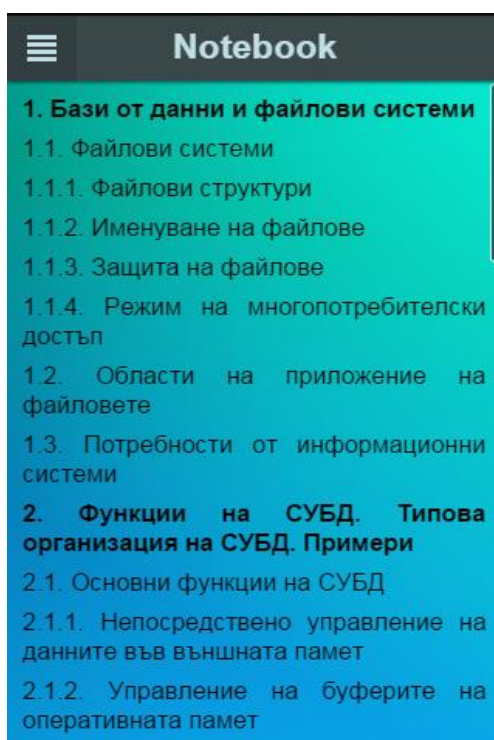 Notebook
1. Бази от данни и файлови системи
1.1. Файлови системи
1.1.1. Файлови структури
1.1.2. Именуване на файлове
1.1.3. Защита на файлове
1.1.4. Режим на многопотребителски
достъп
1.2. Области на приложение на
файловете
1.3. Потребности от информационни
системи
2. Функции на СУБД. Типова
организация на СУБД. Примери
2.1. Основни функции на СУБД
2.1.1. Непосредствено управление на
данните във външната памет
2.1.2. Управление на буферите на
оперативната памет